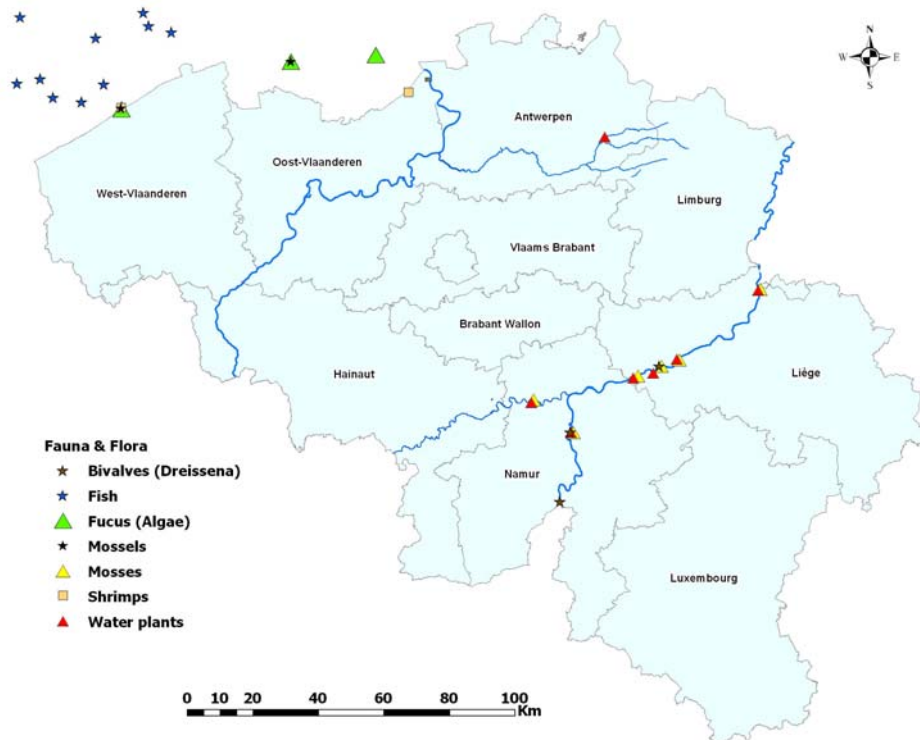 N
W E
S
Antwerpen
Oost-Vlaanderen
West-Vlaanderen
Limburg
Vlaams Brabant
Brabant Wallon
Hainaut
Liège
Namur
Luxembourg
Fauna & Flora
Bivalves (Dreissena)
Fish
Fucus (Algae)
Mossels
Mosses
Shrimps
Water plants
0 10 20 40 60 80 100
Km